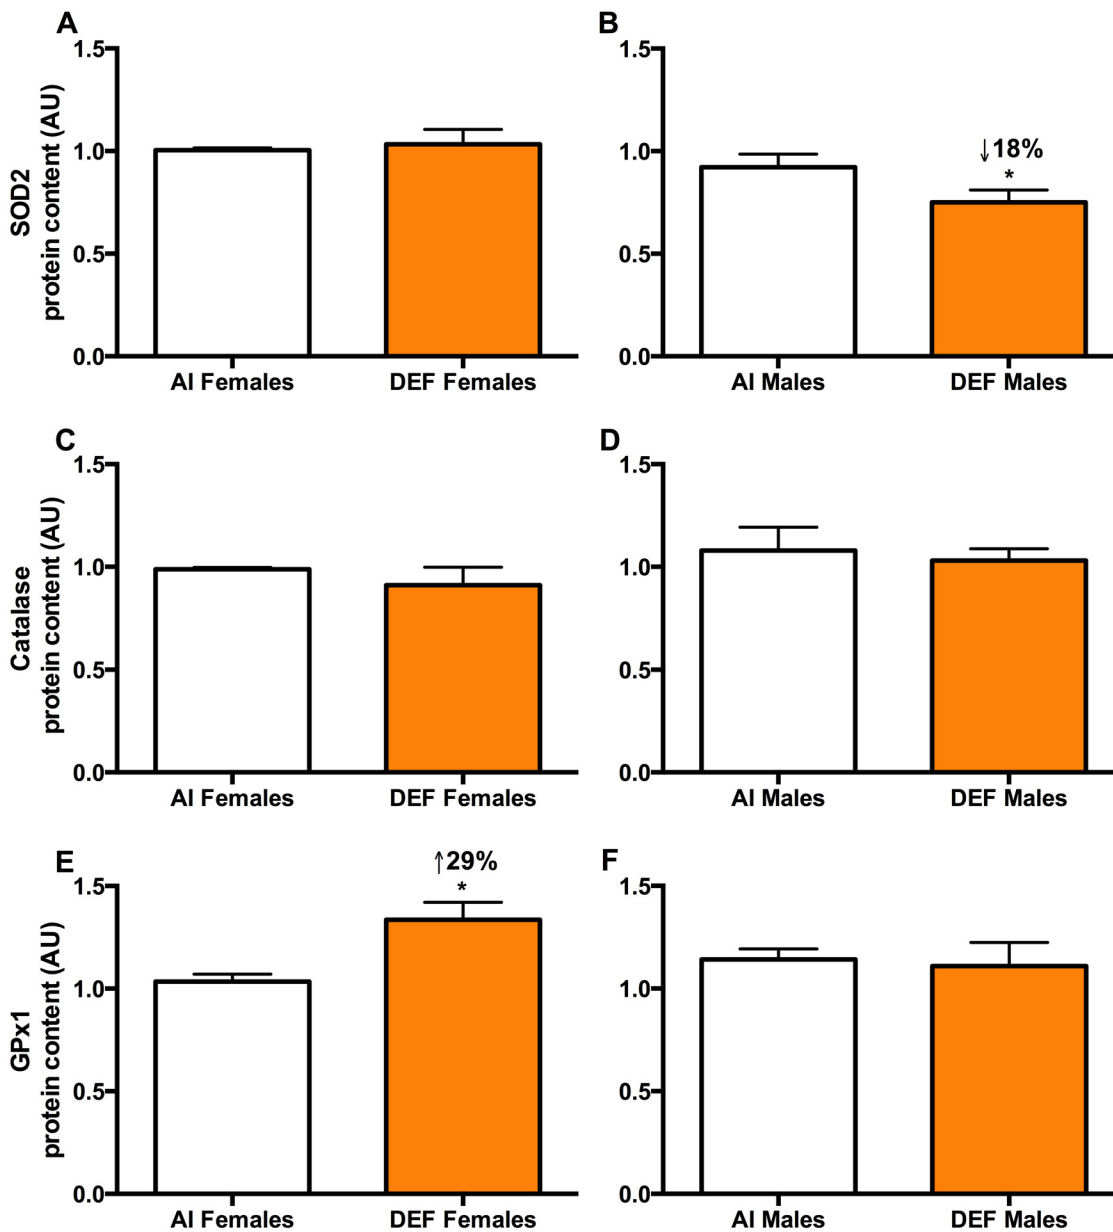 A
SOD2
protein content (AU)
1.5
1.0
0.5
0.0
AI Females
DEF Females
B
1.5
1.0
0.5
0.0
↓18%
*
AI Males
DEF Males
C
Catalase
protein content (AU)
1.5
1.0
0.5
0.0
AI Females
DEF Females
D
1.5
1.0
0.5
0.0
AI Males
DEF Males
E
GPx1
protein content (AU)
1.5
1.0
0.5
0.0
↑29%
*
AI Females
DEF Females
F
1.5
1.0
0.5
0.0
AI Males
DEF Males